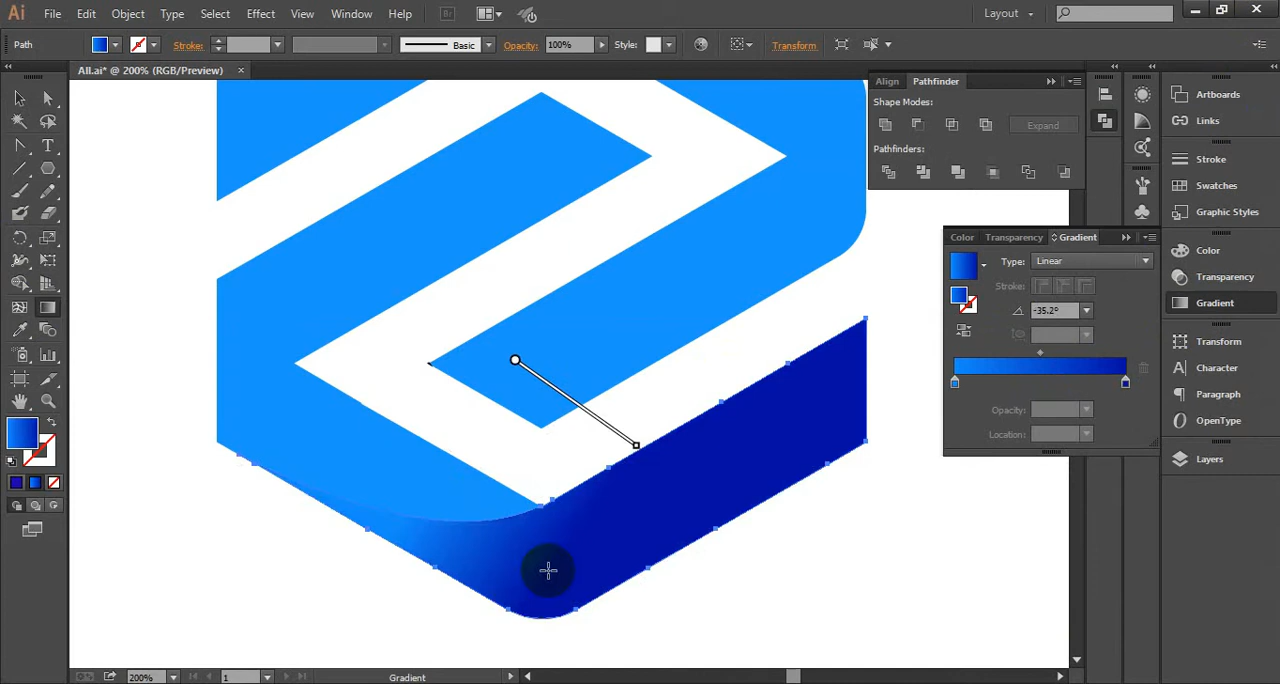 Ai File Edit Object Type Select Effect View Window Help Br Layout
Path Stroke: Basic Opacity: 100% Style: Transform
All.ai* @ 200% (RGB/Preview) ×
Align Pathfinder
Shape Modes:
Expand
Pathfinders:
Color Transparency Gradient
Type: Linear
Stroke:
-35.2°
Opacity:
Location:
Artboards
Links
Stroke
Swatches
Graphic Styles
Color
Transparency
Gradient
Transform
Character
Paragraph
OpenType
Layers
200% 1 Gradient